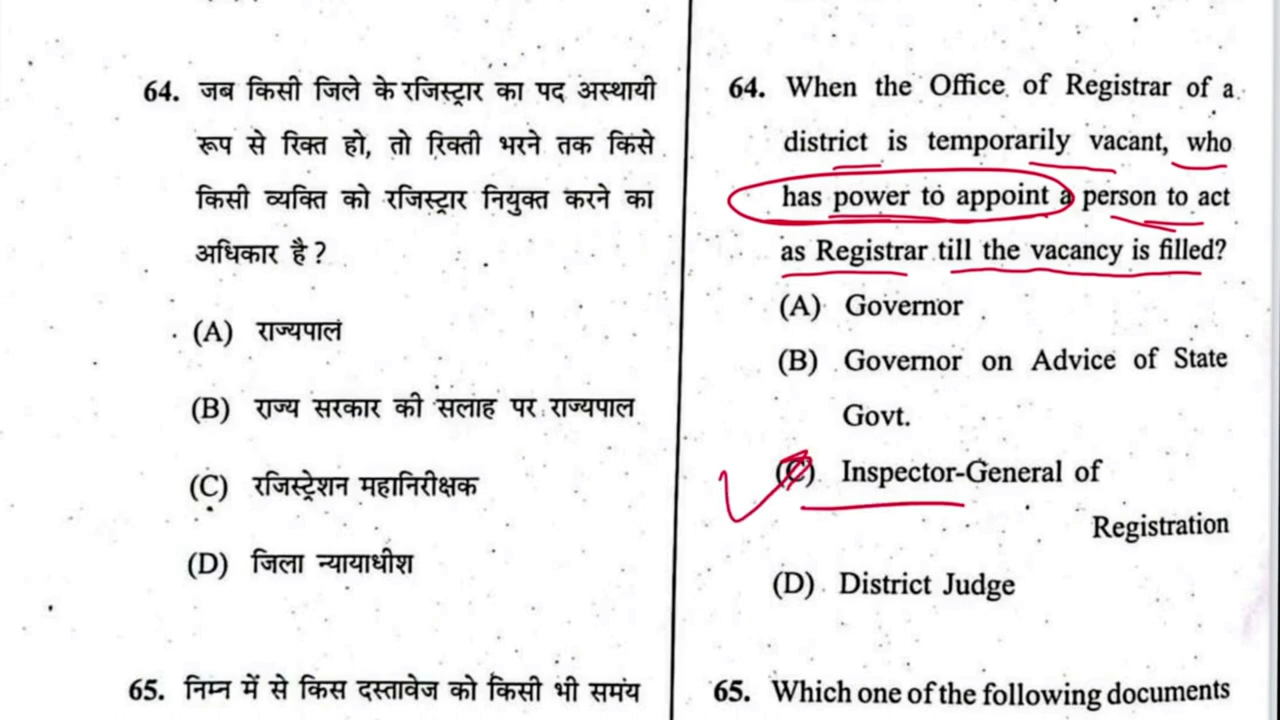 64. जब किसी जिले के रजिस्ट्रार का पद अस्थायी
रूप से रिक्त हो, तो रिक्ती भरने तक किसे
किसी व्यक्ति को रजिस्ट्रार नियुक्त करने का
अधिकार है ?
(A) राज्यपाल
(B) राज्य सरकार की सलाह पर राज्यपाल
(C) रजिस्ट्रेशन महानिरीक्षक
(D) जिला न्यायाधीश
65. निम्न में से किस दस्तावेज को किसी भी समय
64. When the Office of Registrar of a
district is temporarily vacant, who
has power to appoint a person to act
as Registrar till the vacancy is filled?
(A) Governor
(B) Governor on Advice of State
Govt.
(C) Inspector-General of
Registration
(D) District Judge
65. Which one of the following documents